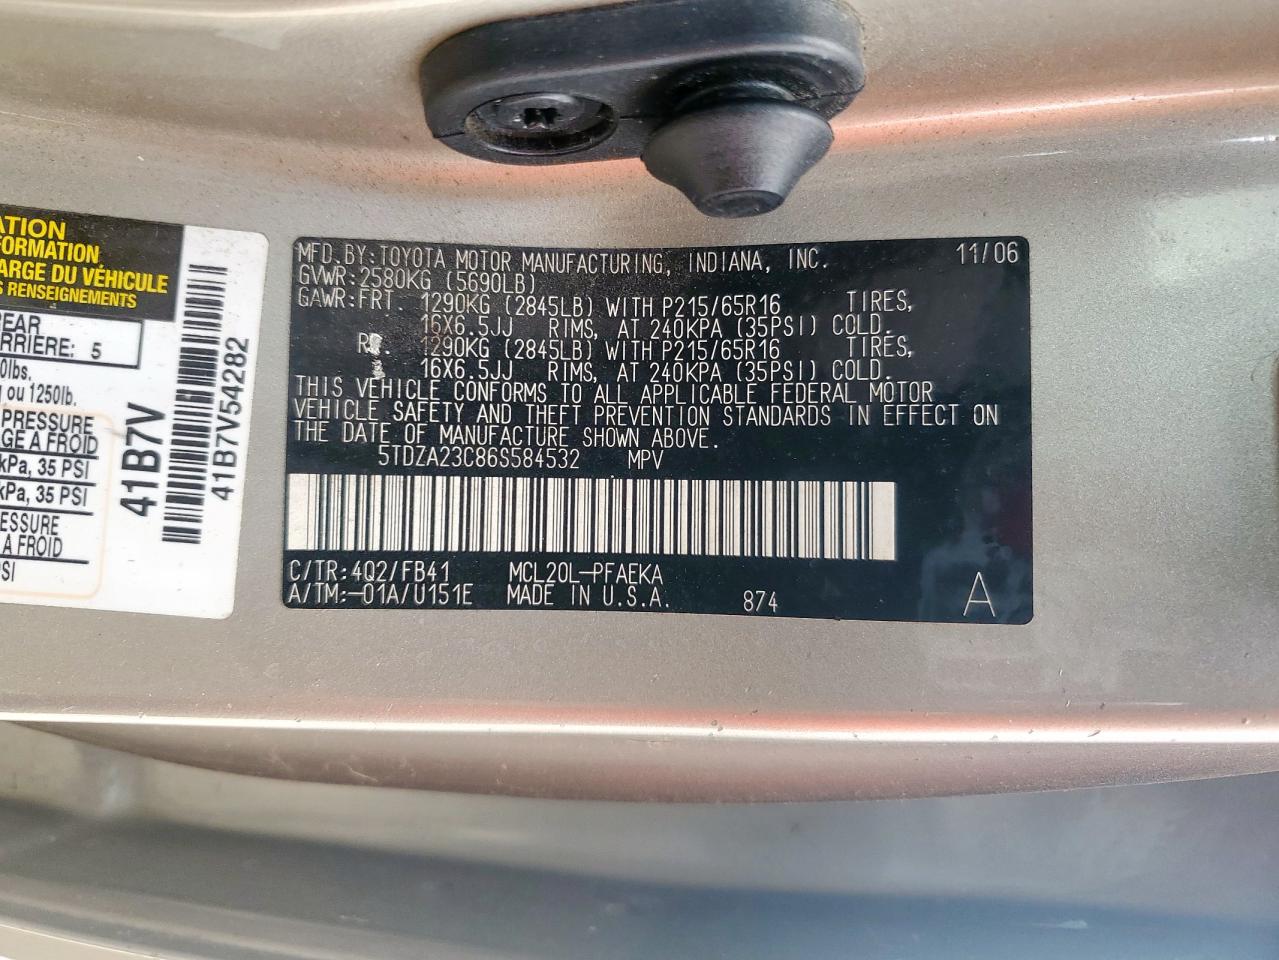 ATION
FORMATION
CHARGE DU VÉHICULE
RENSEIGNEMENTS
REAR
5
0lbs.
ou 1250lb.
PRESSURE
GE A FROID
kPa, 35 PSI
kPa, 35 PSI
ESSURE
A FROID
PSI
41B7V
41B7V54282
MFD. BY: TOYOTA MOTOR MANUFACTURING, INDIANA, INC. 11/06
GVWR: 2580KG (5690LB)
GAWR: FRT. 1290KG (2845LB) WITH P215/65R16 TIRES,
16X6.5JJ RIMS, AT 240KPA (35PSI) COLD.
1290KG (2845LB) WITH P215/65R16 TIRES,
16X6.5JJ RIMS, AT 240KPA (35PSI) COLD.
THIS VEHICLE CONFORMS TO ALL APPLICABLE FEDERAL MOTOR
VEHICLE SAFETY AND THEFT PREVENTION STANDARDS IN EFFECT ON
THE DATE OF MANUFACTURE SHOWN ABOVE.
5TDZA23C86S584532 MPV
C/TR: 4Q2/FB41 MCL20L-PFAEKA
A/TM: -01A/U151E MADE IN U.S.A. 874 A